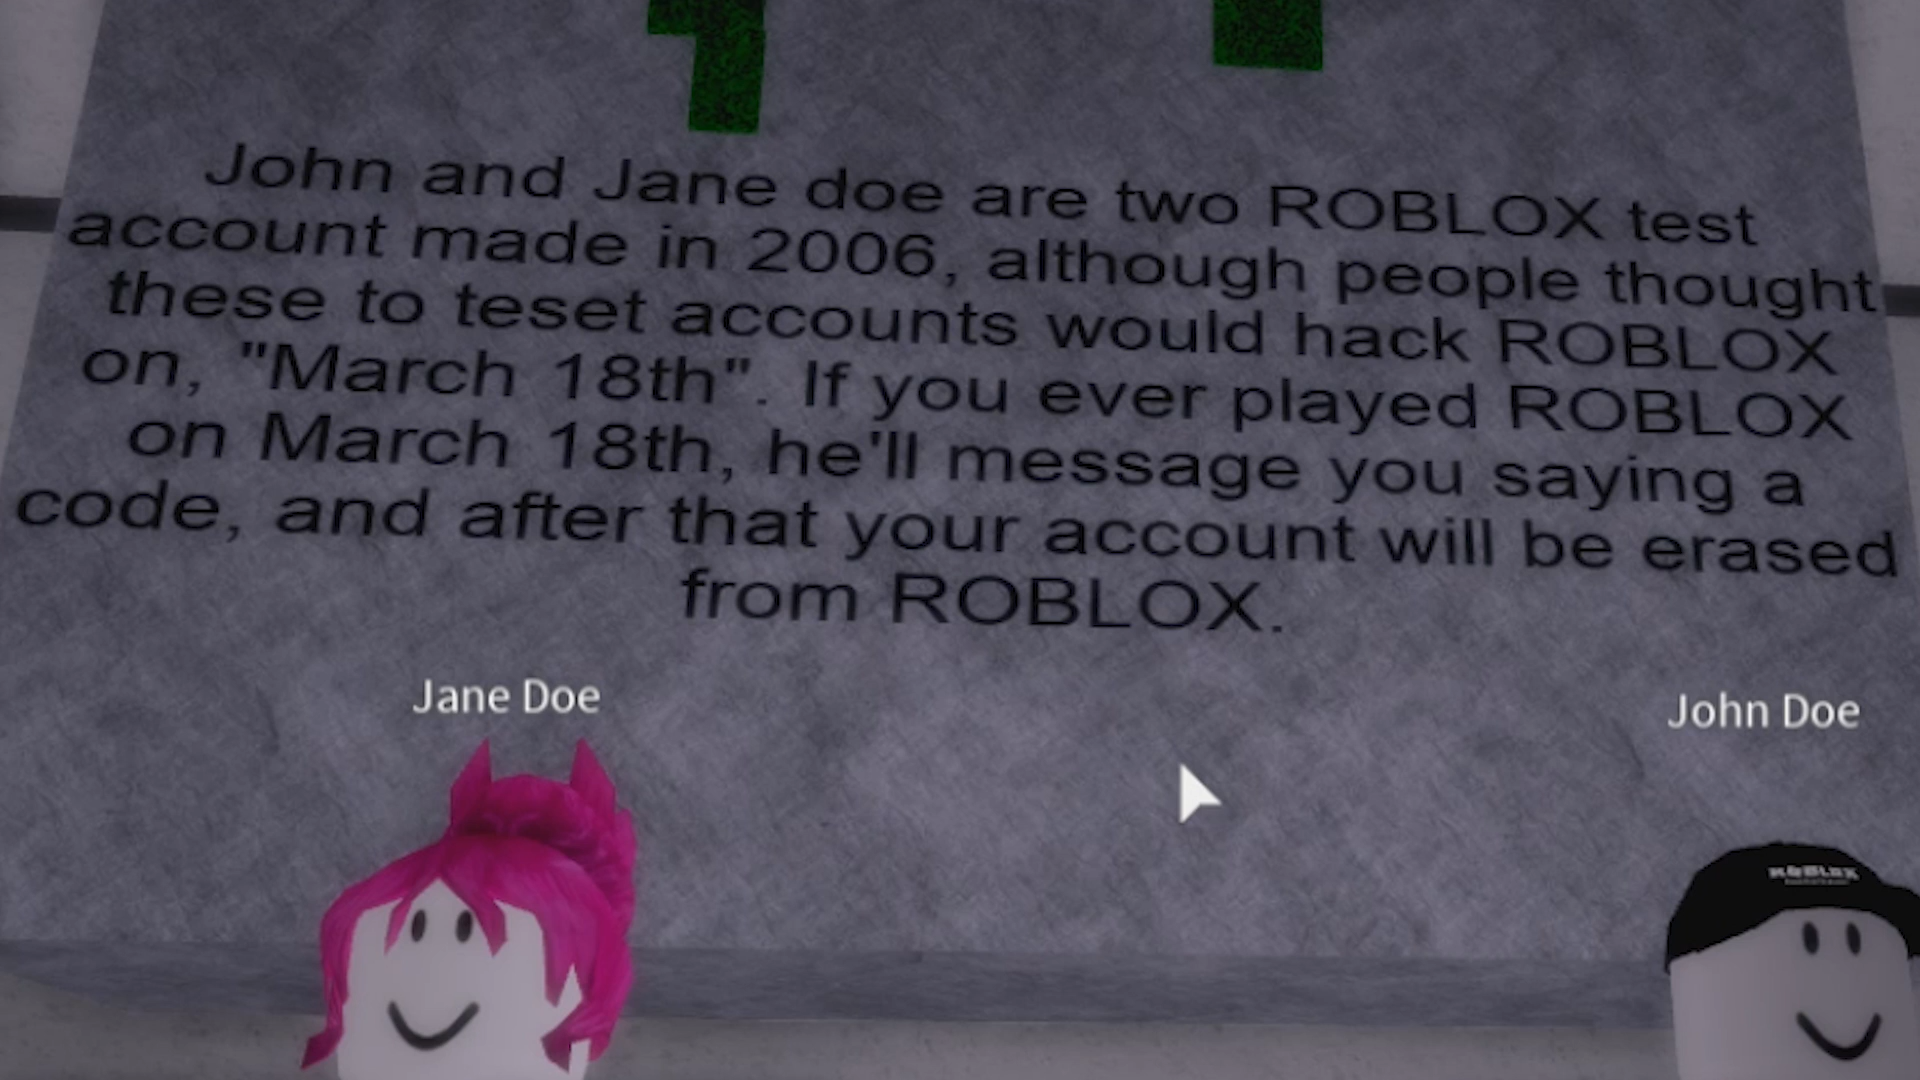 John and Jane doe are two ROBLOX test
account made in 2006, although people thought
these to teset accounts would hack ROBLOX
on, "March 18th". If you ever played ROBLOX
on March 18th, he'll message you saying a
code, and after that your account will be erased
from ROBLOX.
Jane Doe
John Doe
ROBLOX